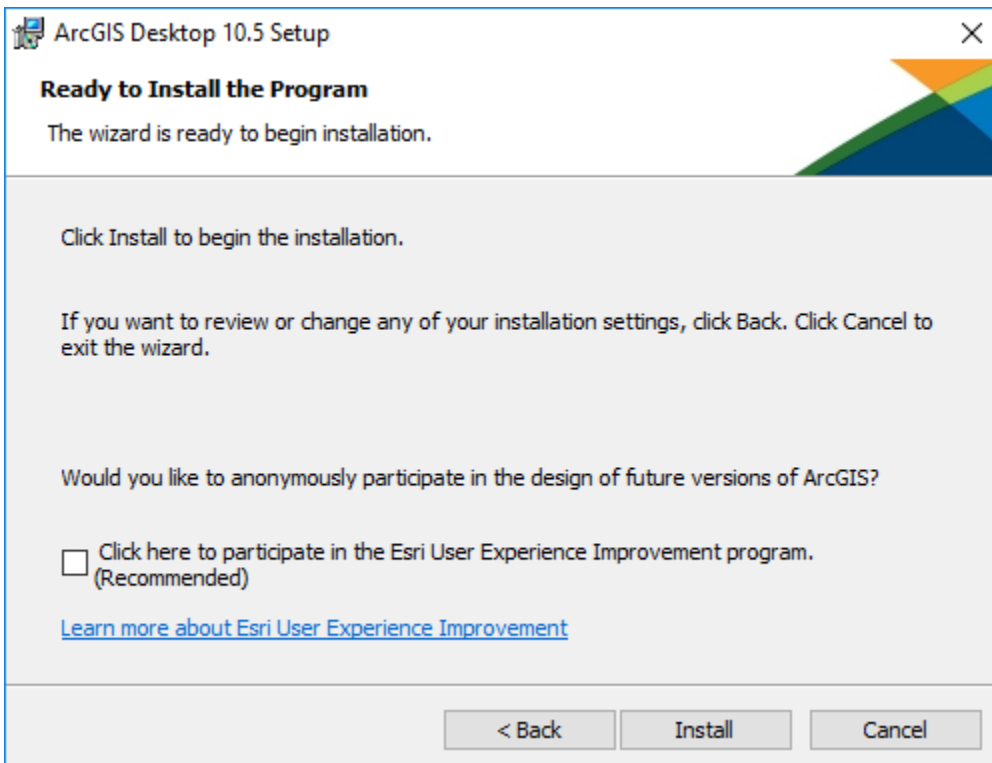 ArcGIS Desktop 10.5 Setup
Ready to Install the Program
The wizard is ready to begin installation.
Click Install to begin the installation.
If you want to review or change any of your installation settings, click Back. Click Cancel to
exit the wizard.
Would you like to anonymously participate in the design of future versions of ArcGIS?
Click here to participate in the Esri User Experience Improvement program.
(Recommended)
Learn more about Esri User Experience Improvement
< Back
Install
Cancel